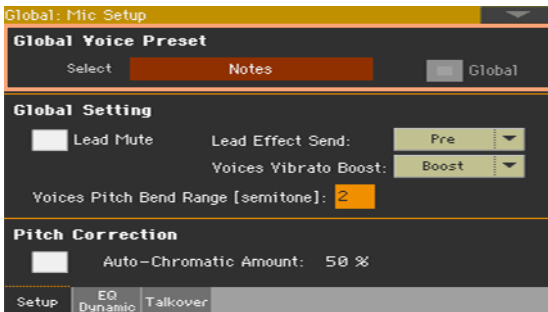 Global: Mic Setup
Global Voice Preset
Select Notes Global
Global Setting
Lead Mute Lead Effect Send: Pre
Voices Vibrato Boost: Boost
Voices Pitch Bend Range [semitone]: 2
Pitch Correction
Auto-Chromatic Amount: 50 %
Setup EQ Dynamic Talkover